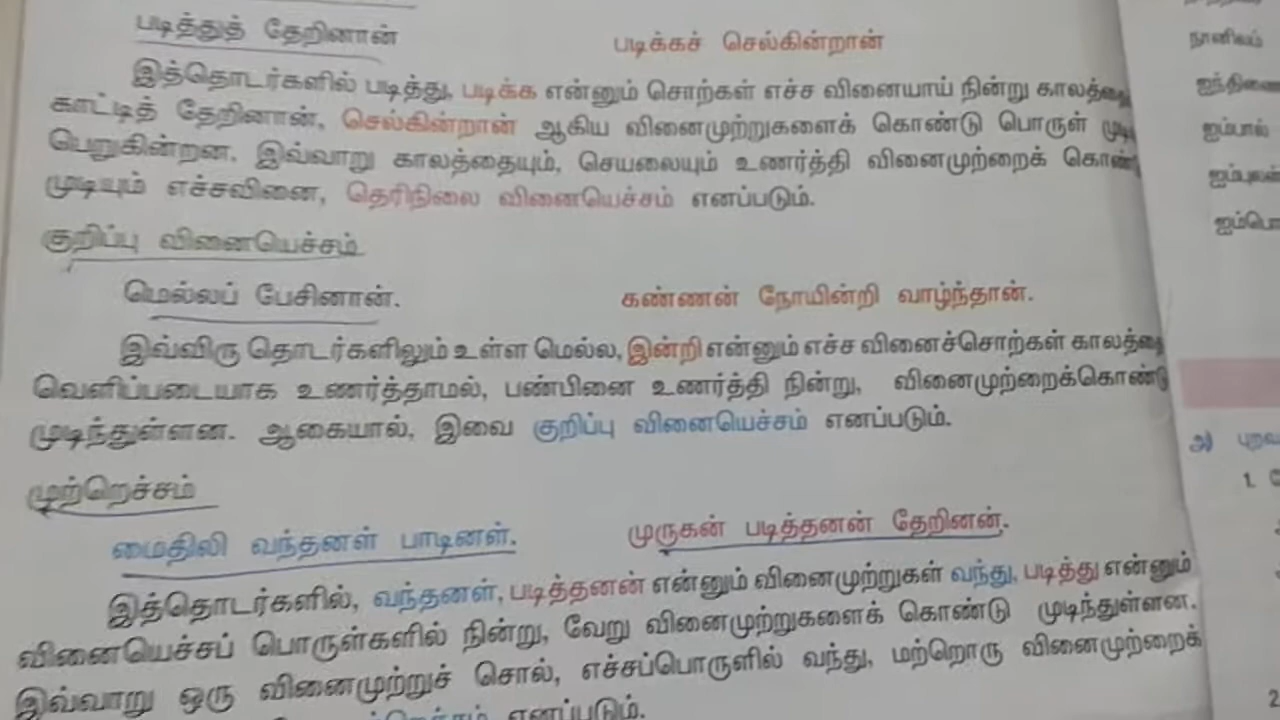 படித்துத் தேறினான் படிக்கச் செல்கின்றான்
இத்தொடர்களில் படித்து, படிக்க என்னும் சொற்கள் எச்ச வினையாய் நின்று
காட்டித் தேறினான், செல்கின்றான் ஆகிய வினைமுற்றுகளைக் கொண்டு பொருள்
பெறுகின்றன. இவ்வாறு காலத்தையும், செயலையும் உணர்த்தி வினைமுற்றைக்
முடியும் எச்சவினை, தெரிநிலை வினையெச்சம் எனப்படும்.
குறிப்பு வினையெச்சம்
மெல்லப் பேசினான். கண்ணன் நோயின்றி வாழ்ந்தான்.
இவ்விரு தொடர்களிலும் உள்ள மெல்ல, இன்றி என்னும் எச்ச வினைச்சொற்கள்
வெளிப்படையாக உணர்த்தாமல், பண்பினை உணர்த்தி நின்று, வினைமுற்றைக்கொண்டு
முடிந்துள்ளன. ஆகையால், இவை குறிப்பு வினையெச்சம் எனப்படும்.
முற்றெச்சம்
மைதிலி வந்தனள் பாடினள். முருகன் படித்தனன் தேறினன்.
இத்தொடர்களில், வந்தனள், படித்தனன் என்னும் வினைமுற்றுகள் வந்து, படித்து என்னும்
வினையெச்சப் பொருள்களில் நின்று, வேறு வினைமுற்றுகளைக் கொண்டு முடிந்துள்ளன.
இவ்வாறு ஒரு வினைமுற்றுச் சொல், எச்சப்பொருளில் வந்து, மற்றொரு வினைமுற்றைக்
எனப்படும்.
நானிலம்
ஐம்பால்
அ)
1.
2